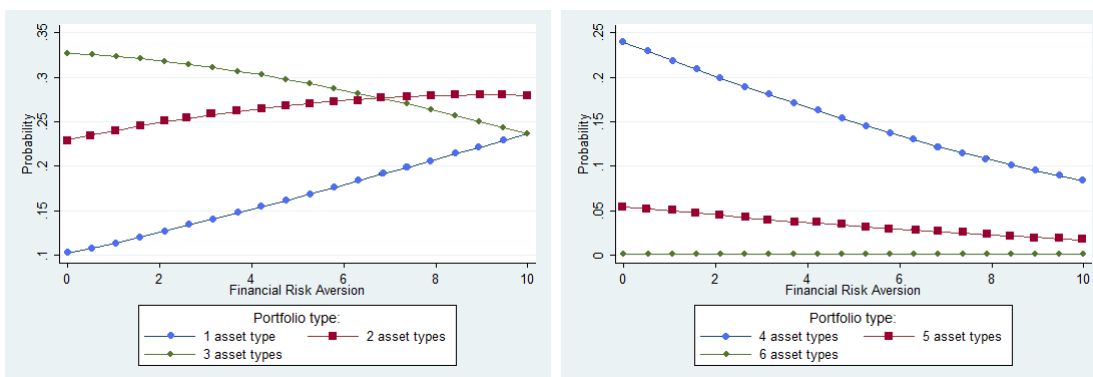 .35
.3
.25
.2
.15
.1
Probability
0 2 4 6 8 10
Financial Risk Aversion
Portfolio type:
1 asset type 2 asset types
3 asset types
.25
.2
.15
.1
.05
0
Probability
0 2 4 6 8 10
Financial Risk Aversion
Portfolio type:
4 asset types 5 asset types
6 asset types